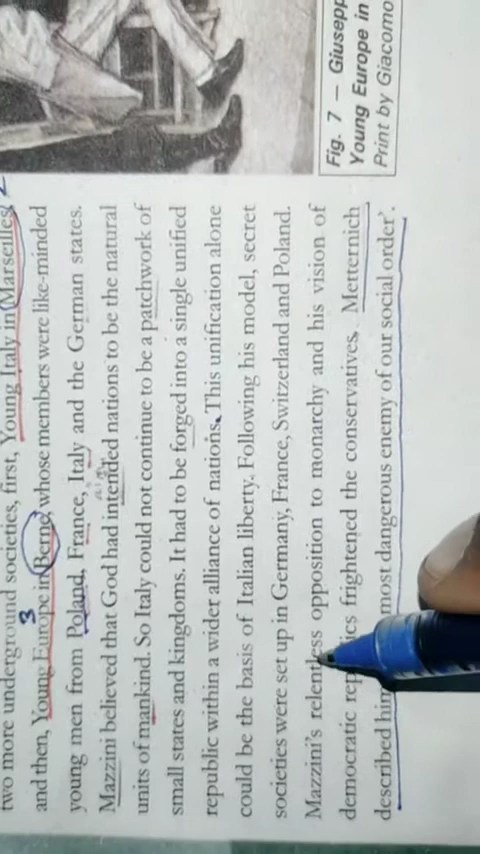 Fig. 7 — Giusepp
Young Europe in
Print by Giacomo
two more underground societies, first, Young Italy in Marseilles,
and then, Young Europe in Berne, whose members were like-minded
young men from Poland, France, Italy and the German states.
Mazzini believed that God had intended nations to be the natural
units of mankind. So Italy could not continue to be a patchwork of
small states and kingdoms. It had to be forged into a single unified
republic within a wider alliance of nations. This unification alone
could be the basis of Italian liberty. Following his model, secret
societies were set up in Germany, France, Switzerland and Poland.
Mazzini's relentless opposition to monarchy and his vision of
democratic frightened the conservatives. Metternich
described most dangerous enemy of our social order'.
3